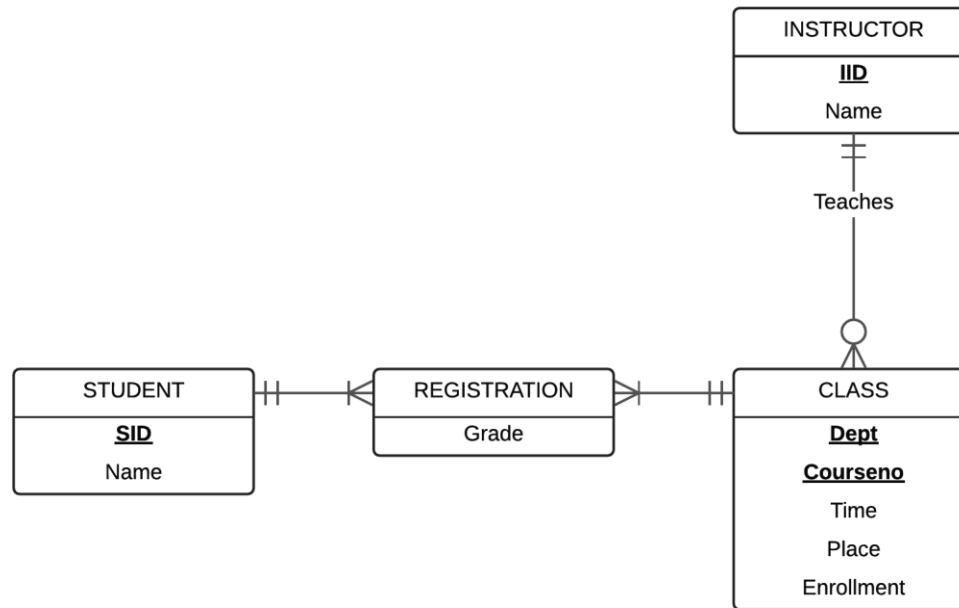 INSTRUCTOR
IID
Name
Teaches
STUDENT
SID
Name
REGISTRATION
Grade
CLASS
Dept
Courseno
Time
Place
Enrollment